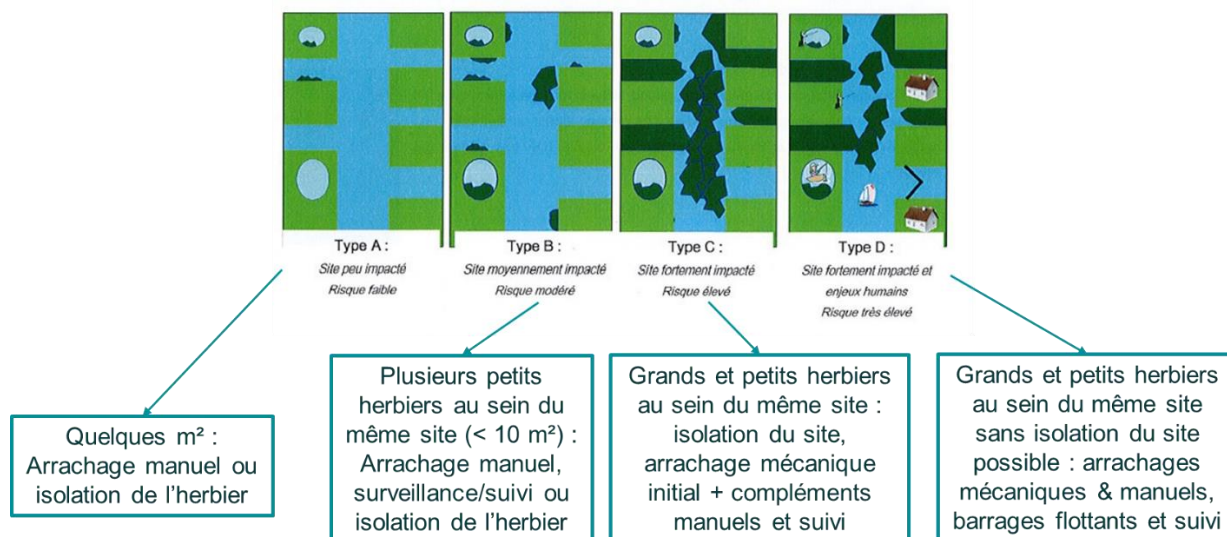 Type A :
Site peu impacté
Risque faible
Type B :
Site moyennement impacté
Risque modéré
Type C :
Site fortement impacté
Risque élevé
Type D :
Site fortement impacté et
enjeux humains
Risque très élevé
Quelques m² :
Arrachage manuel ou
isolation de l'herbier
Plusieurs petits
herbiers au sein du
même site (< 10 m²) :
Arrachage manuel,
surveillance/suivi ou
isolation de l'herbier
Grands et petits herbiers
au sein du même site :
isolation du site,
arrachage mécanique
initial + compléments
manuels et suivi
Grands et petits herbiers
au sein du même site
sans isolation du site
possible : arrachages
mécaniques & manuels,
barrages flottants et suivi